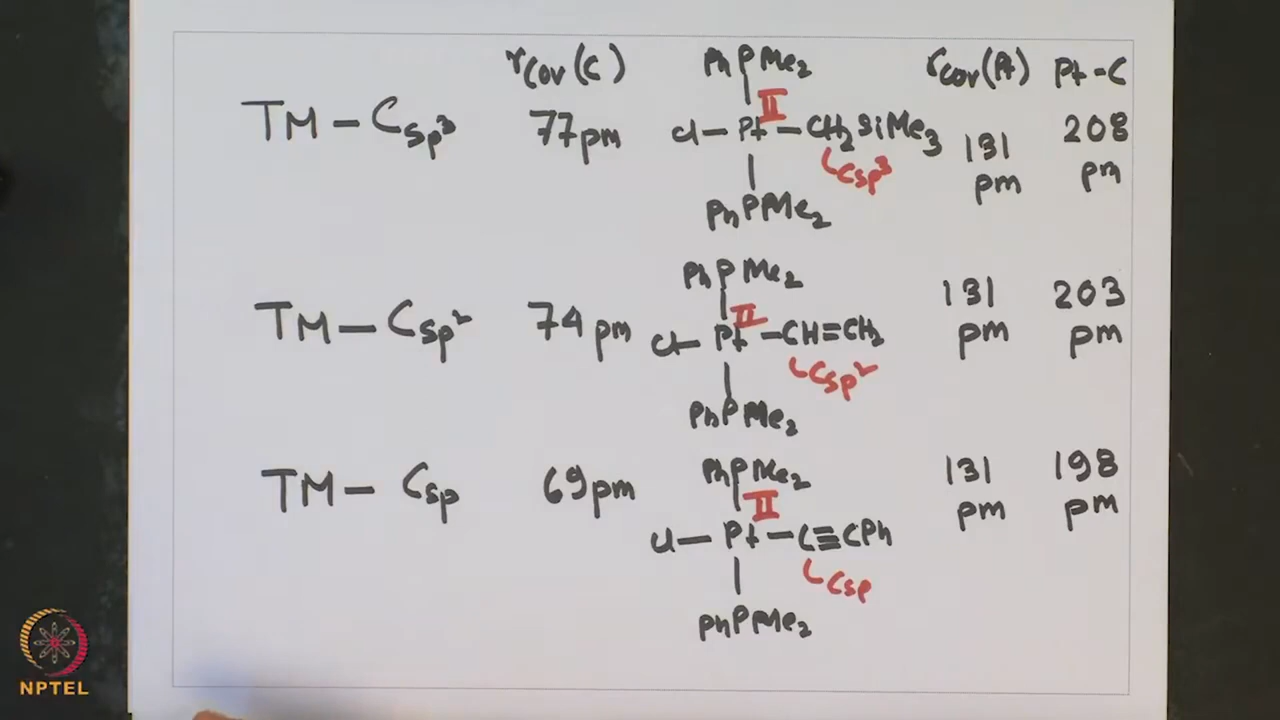 r_cov(C) r_cov(Pt) Pt-C
TM – C_sp³ 77pm
PhPMe₂
II
Cl – Pt – CH₂SiMe₃
C_sp³
PhPMe₂
131 pm
208 pm
TM – C_sp² 74 pm
PhPMe₂
II
Cl – Pt – CH=CH₂
C_sp²
PhPMe₂
131 pm
203 pm
TM – C_sp 69pm
PhPMe₂
II
Cl – Pt – C≡CPh
C_sp
PhPMe₂
131 pm
198 pm
NPTEL